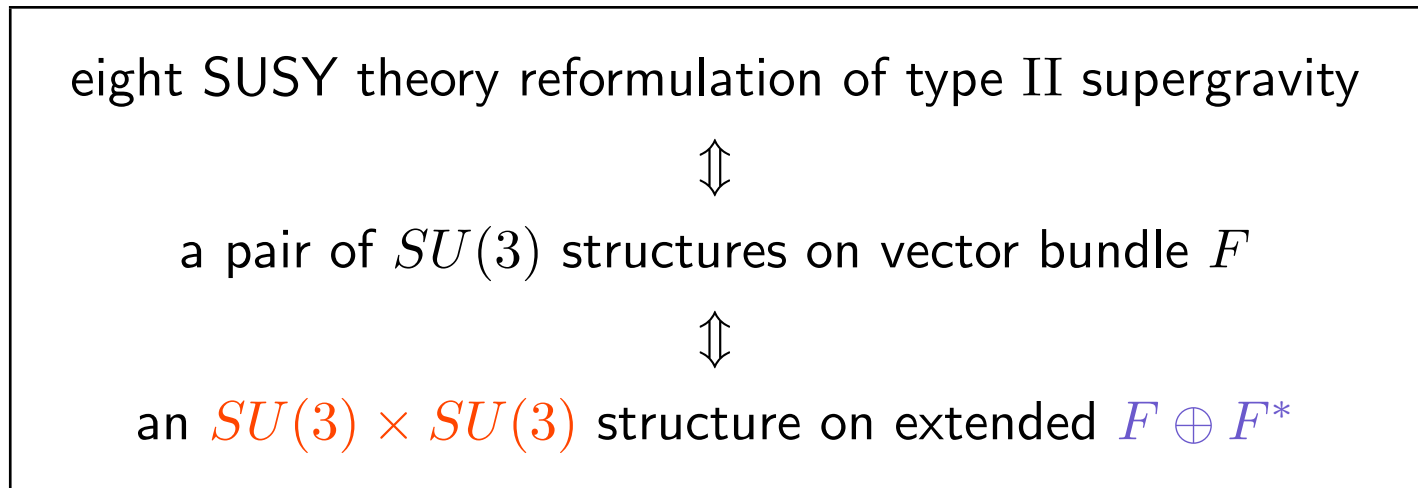 eight SUSY theory reformulation of type II supergravity
⇕
a pair of SU(3) structures on vector bundle F
⇕
an SU(3) × SU(3) structure on extended F ⊕ F*